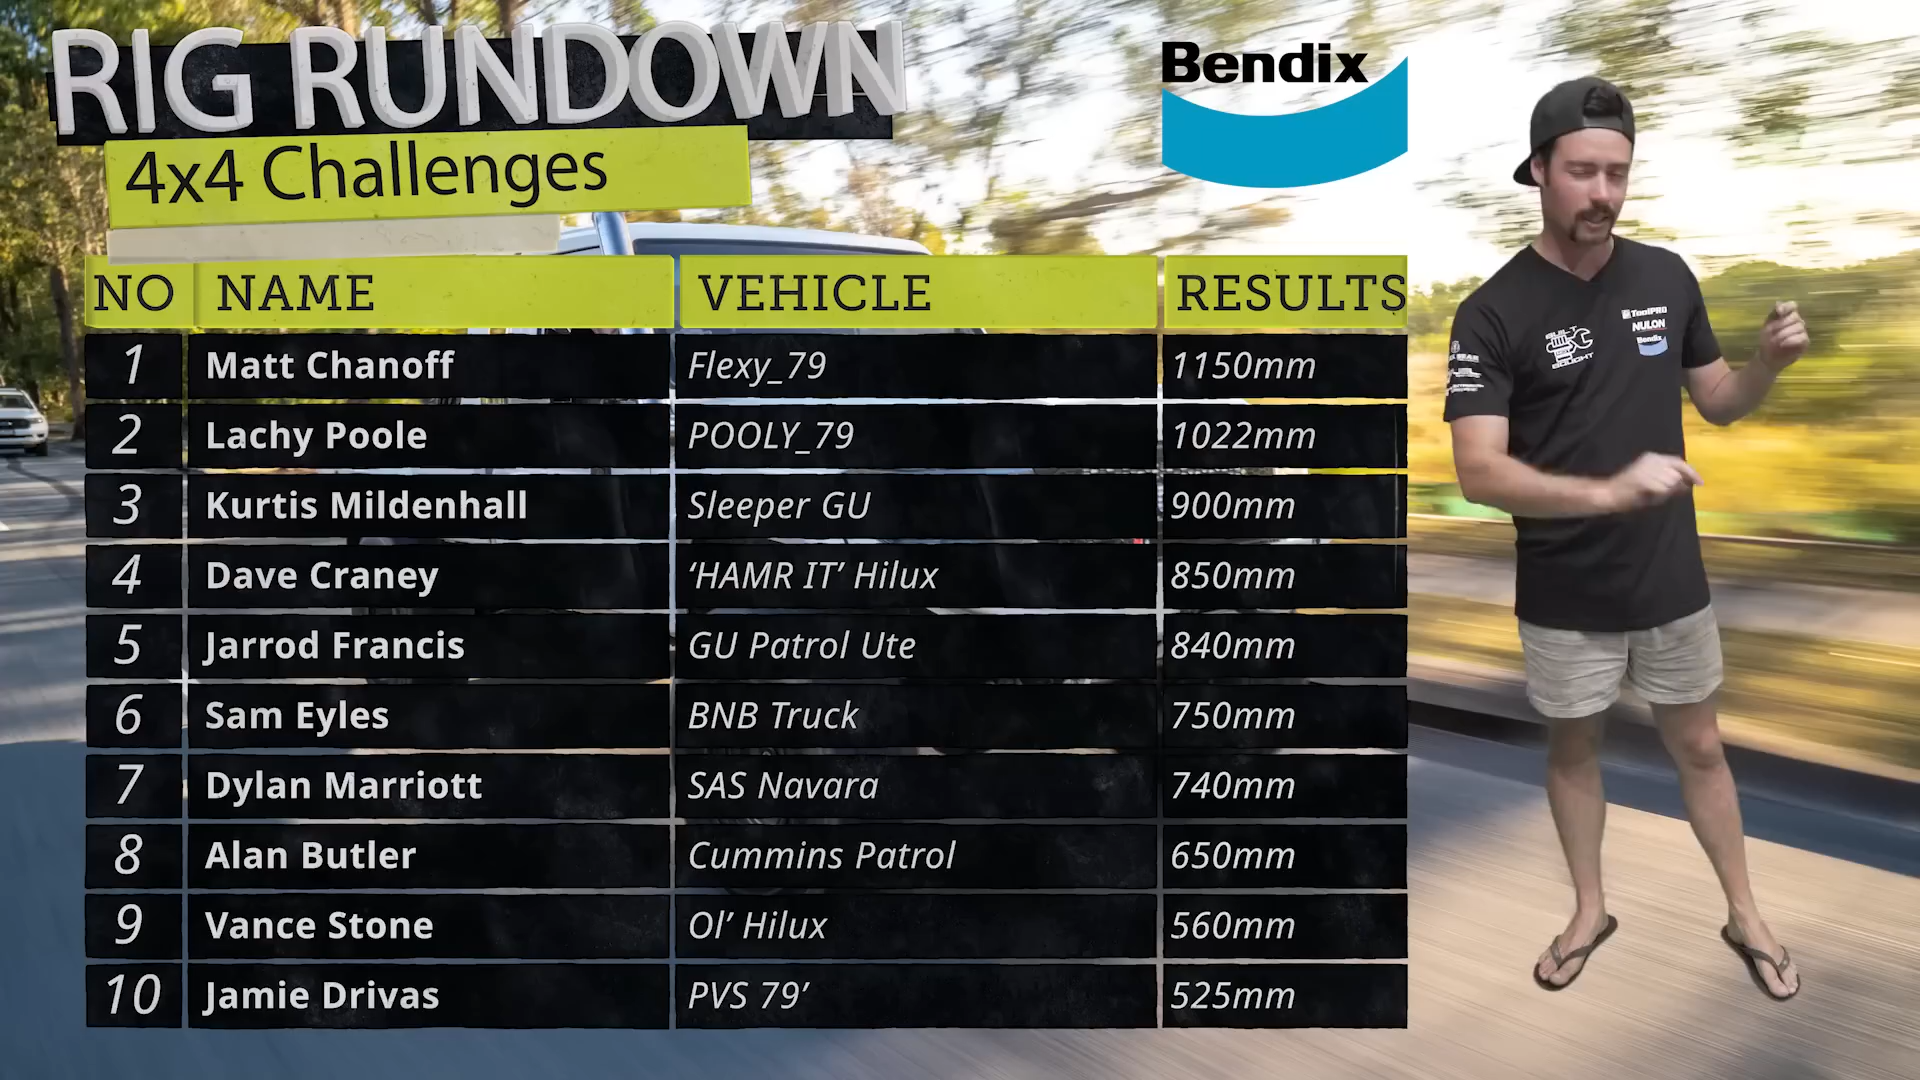 RIG RUNDOWN
4x4 Challenges
Bendix
NO NAME VEHICLE RESULTS
1 Matt Chanoff Flexy_79 1150mm
2 Lachy Poole POOLY_79 1022mm
3 Kurtis Mildenhall Sleeper GU 900mm
4 Dave Craney ‘HAMR IT’ Hilux 850mm
5 Jarrod Francis GU Patrol Ute 840mm
6 Sam Eyles BNB Truck 750mm
7 Dylan Marriott SAS Navara 740mm
8 Alan Butler Cummins Patrol 650mm
9 Vance Stone Ol’ Hilux 560mm
10 Jamie Drivas PVS 79’ 525mm
ToolPRO
NULON
Bendix